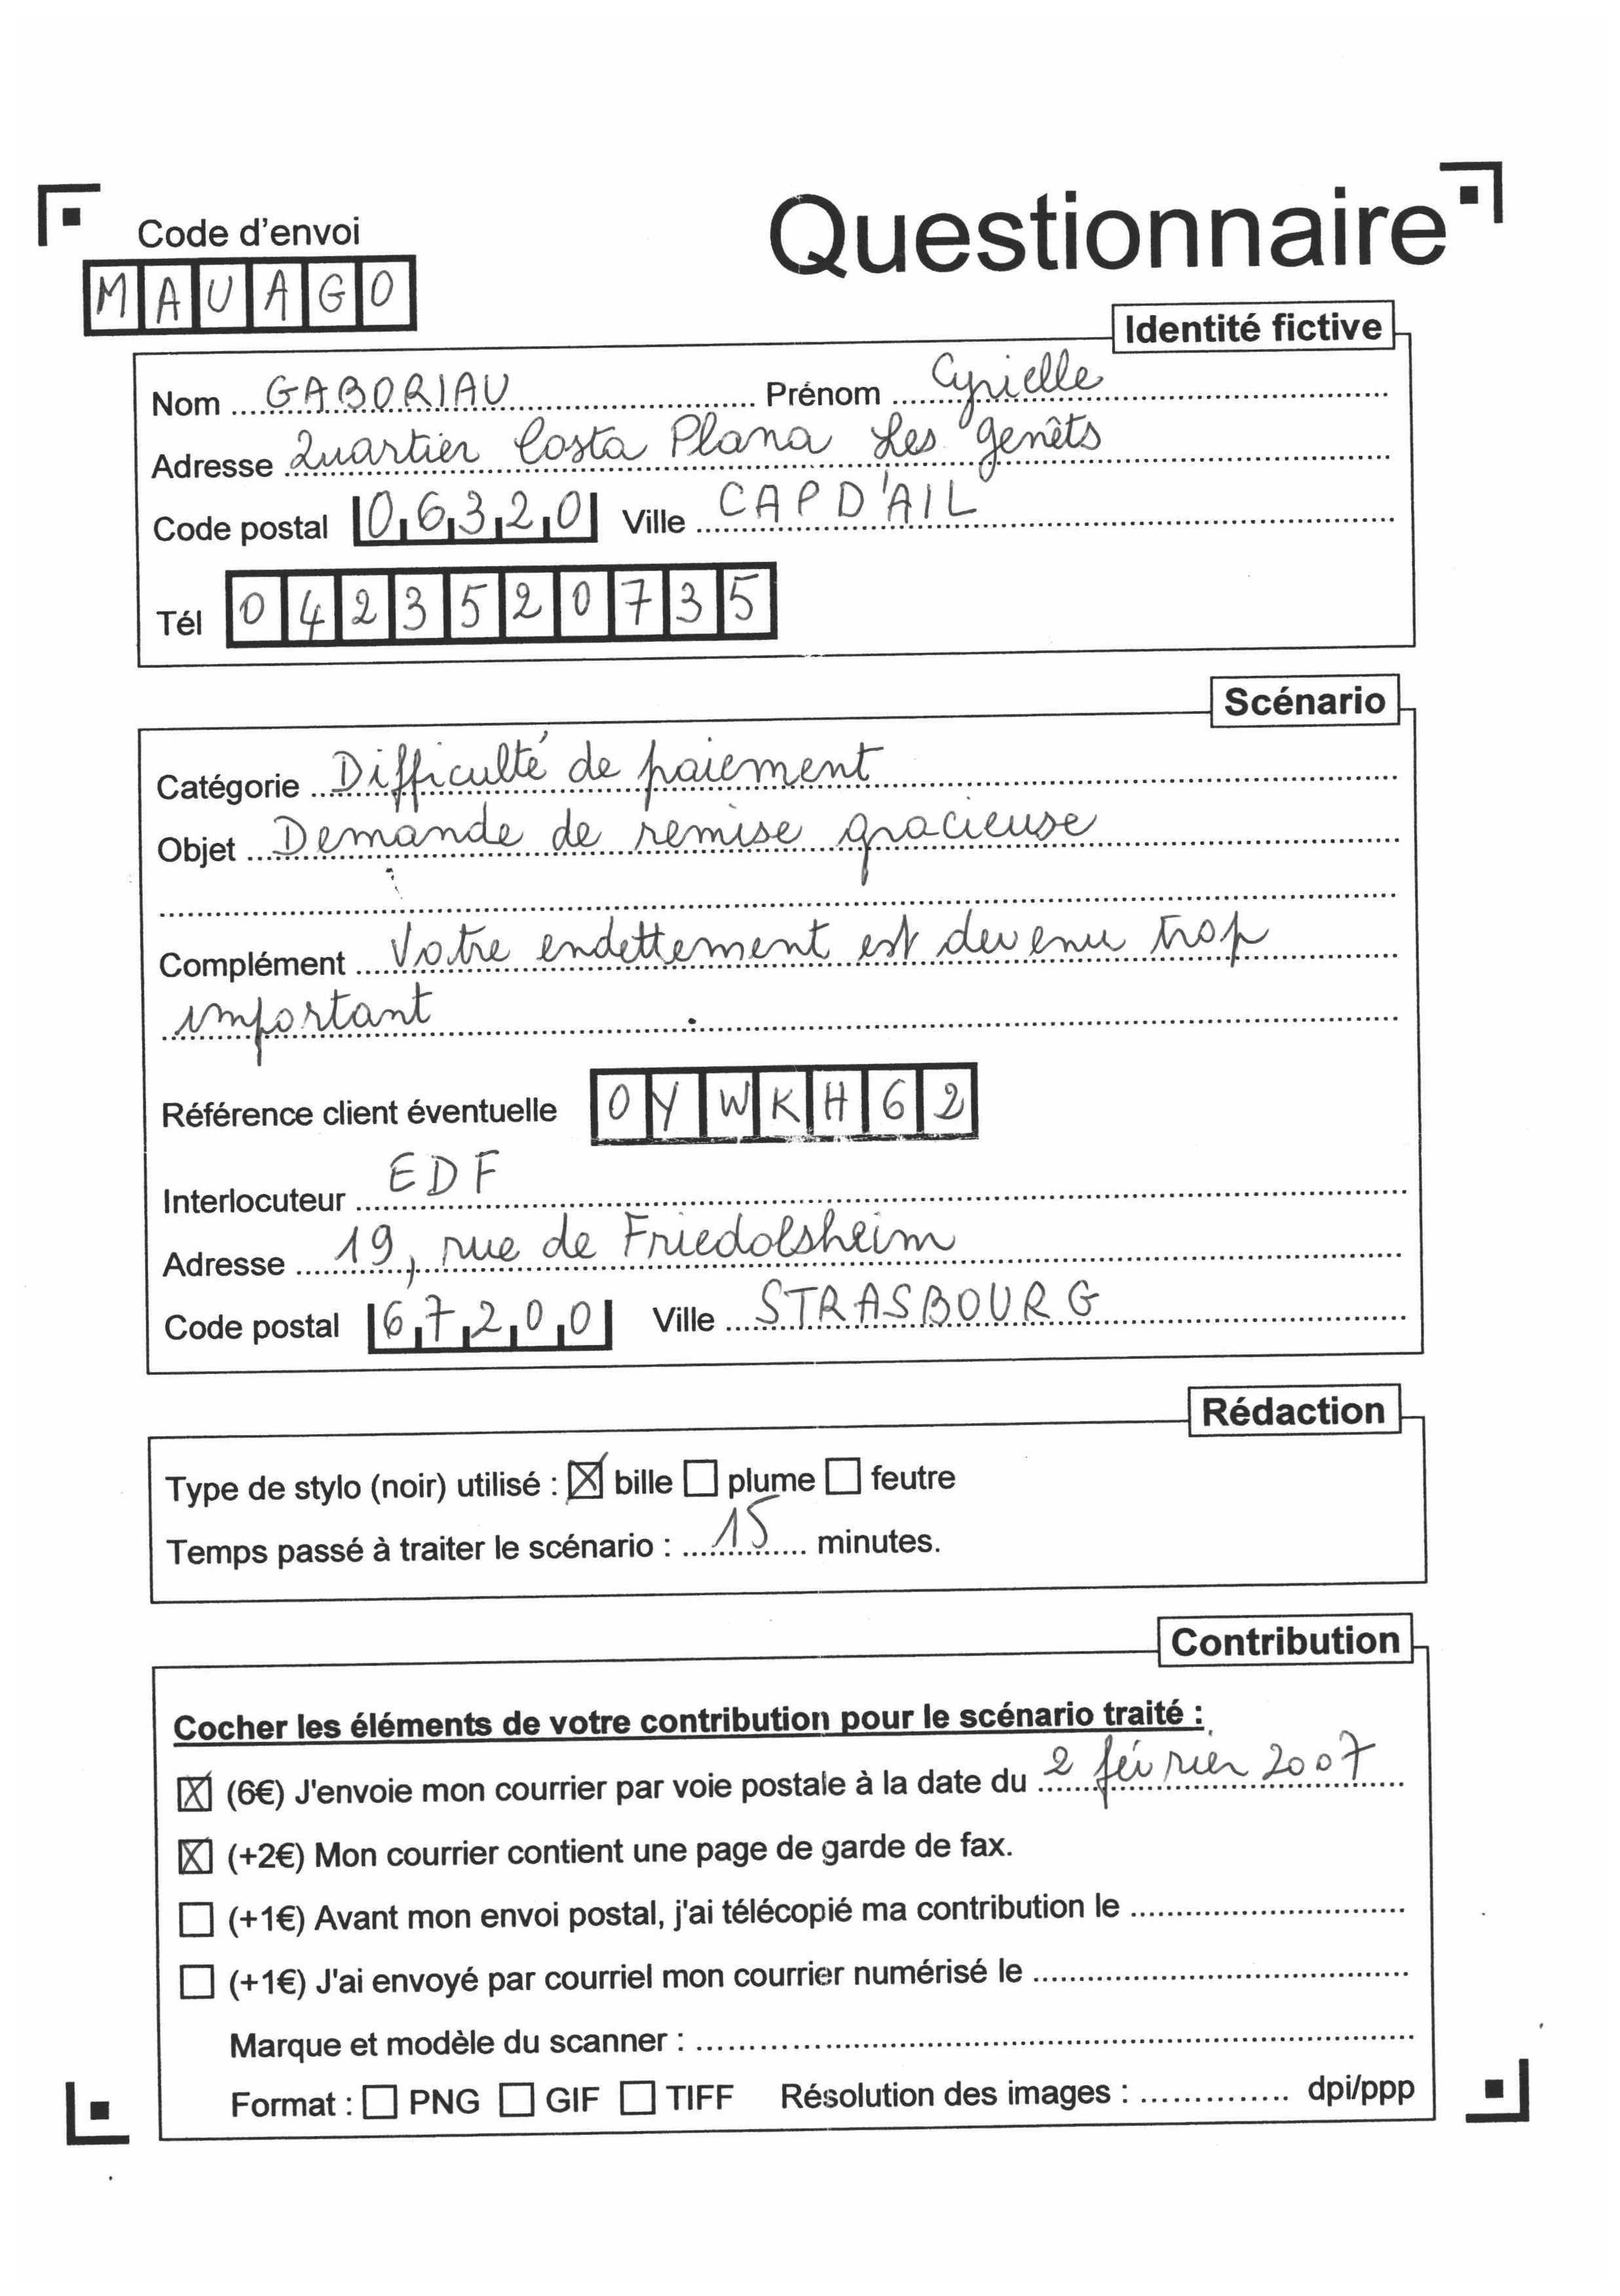 Questionnaire
Code d'envoi
MAUAGO
Identité fictive
Nom GABORIAU Prénom Cyrielle
Adresse Quartier Costa Plana Les genêts
Code postal 06320 Ville CAP D'AIL
Tél 0423520735
Scénario
Catégorie Difficulté de paiement
Objet Demande de remise gracieuse
Complément Votre endettement est devenu trop
important
Référence client éventuelle OYWKH62
Interlocuteur EDF
Adresse 19, rue de Friedolsheim
Code postal 67200 Ville STRASBOURG
Rédaction
Type de stylo (noir) utilisé : ☒ bille ☐ plume ☐ feutre
Temps passé à traiter le scénario : 15 minutes.
Contribution
Cocher les éléments de votre contribution pour le scénario traité :
☒ (6€) J'envoie mon courrier par voie postale à la date du 2 février 2007
☒ (+2€) Mon courrier contient une page de garde de fax.
☐ (+1€) Avant mon envoi postal, j'ai télécopié ma contribution le
☐ (+1€) J'ai envoyé par courriel mon courrier numérisé le
Marque et modèle du scanner :
Format : ☐ PNG ☐ GIF ☐ TIFF Résolution des images : dpi/ppp